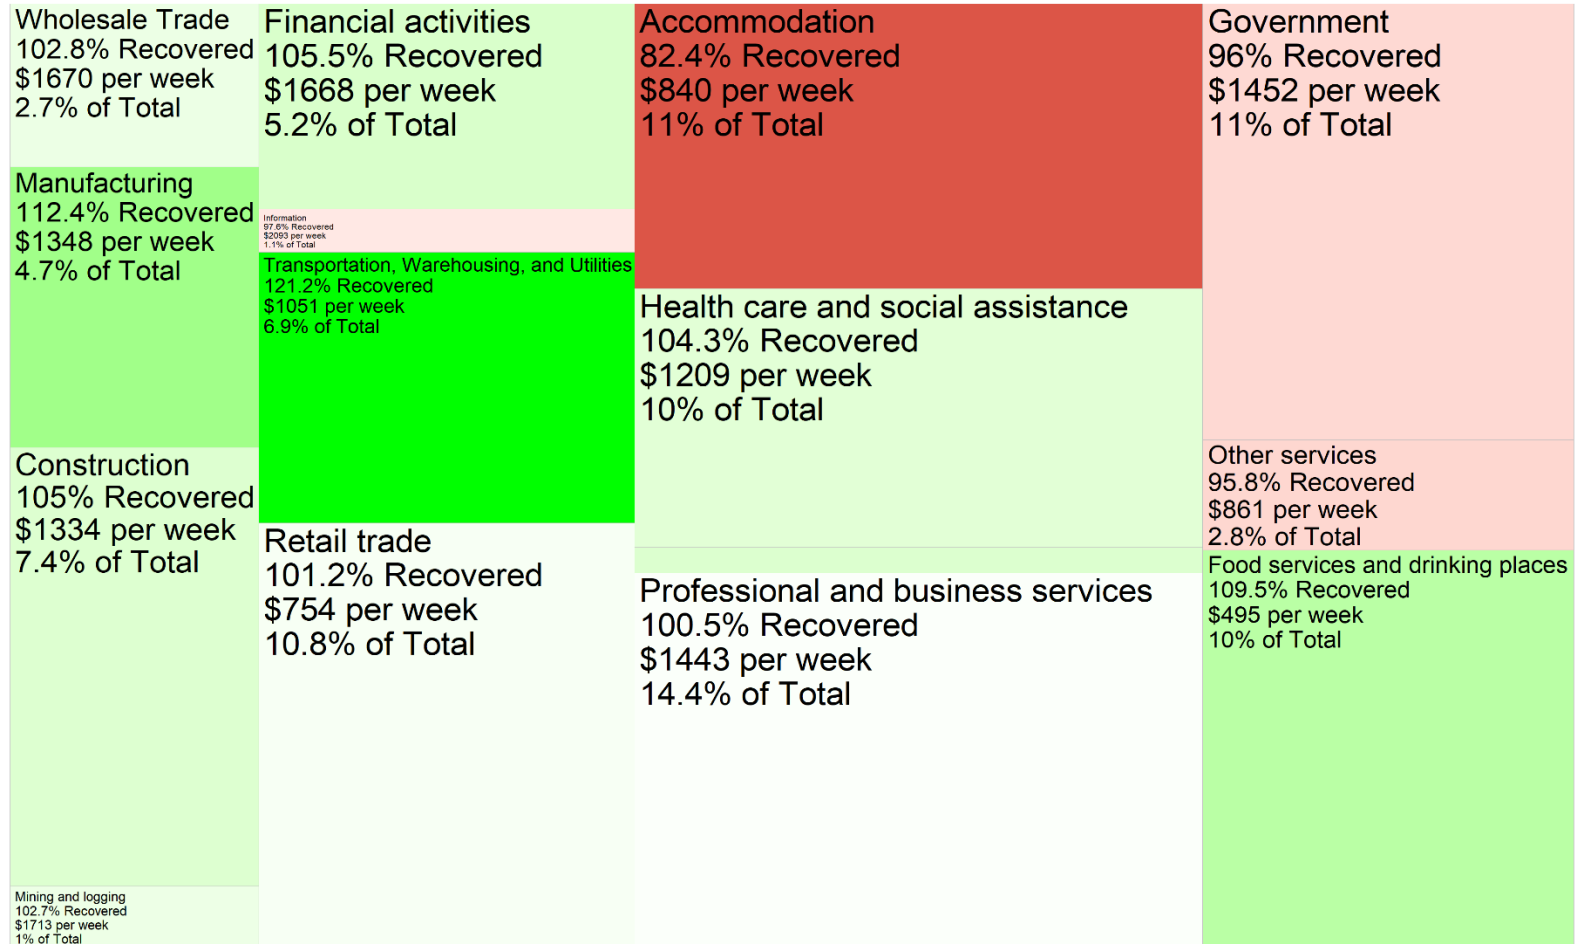 Wholesale Trade
102.8% Recovered
$1670 per week
2.7% of Total
Manufacturing
112.4% Recovered
$1348 per week
4.7% of Total
Construction
105% Recovered
$1334 per week
7.4% of Total
Mining and logging
102.7% Recovered
$1713 per week
1% of Total
Financial activities
105.5% Recovered
$1668 per week
5.2% of Total
Information
97.6% Recovered
$2093 per week
1.1% of Total
Transportation, Warehousing, and Utilities
121.2% Recovered
$1051 per week
6.9% of Total
Retail trade
101.2% Recovered
$754 per week
10.8% of Total
Accommodation
82.4% Recovered
$840 per week
11% of Total
Health care and social assistance
104.3% Recovered
$1209 per week
10% of Total
Professional and business services
100.5% Recovered
$1443 per week
14.4% of Total
Government
96% Recovered
$1452 per week
11% of Total
Other services
95.8% Recovered
$861 per week
2.8% of Total
Food services and drinking places
109.5% Recovered
$495 per week
10% of Total